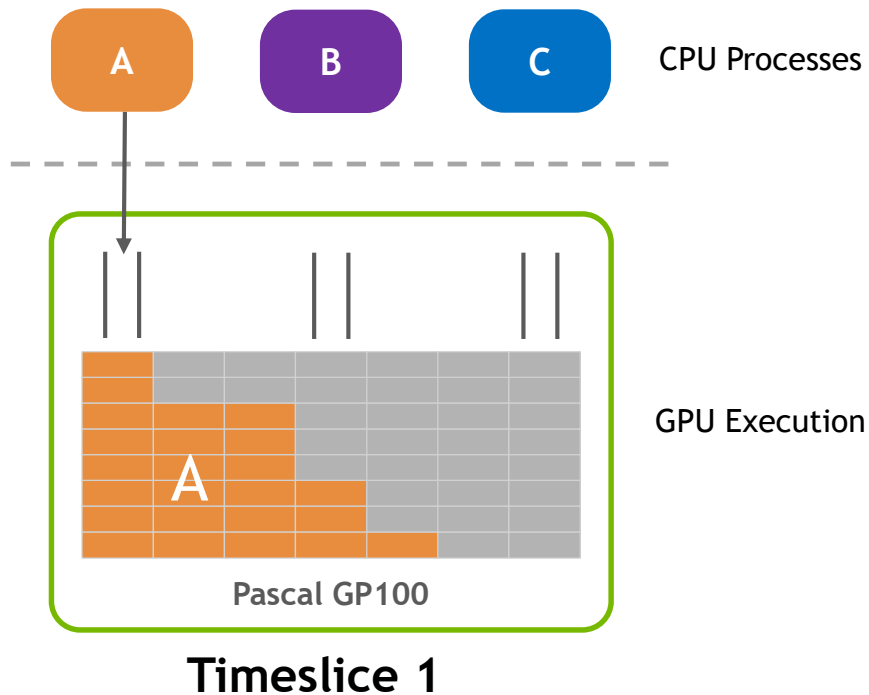 A
B
C
CPU Processes
GPU Execution
A
Pascal GP100
Timeslice 1